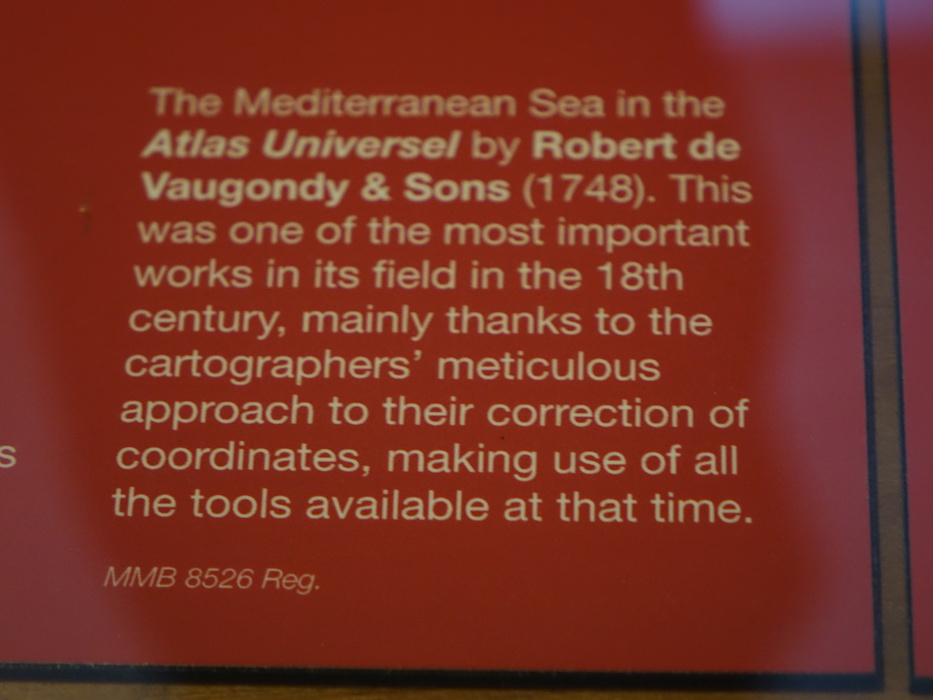 The Mediterranean Sea in the
Atlas Universel by Robert de
Vaugondy & Sons (1748). This
was one of the most important
works in its field in the 18th
century, mainly thanks to the
cartographers’ meticulous
approach to their correction of
coordinates, making use of all
the tools available at that time.
MMB 8526 Reg.